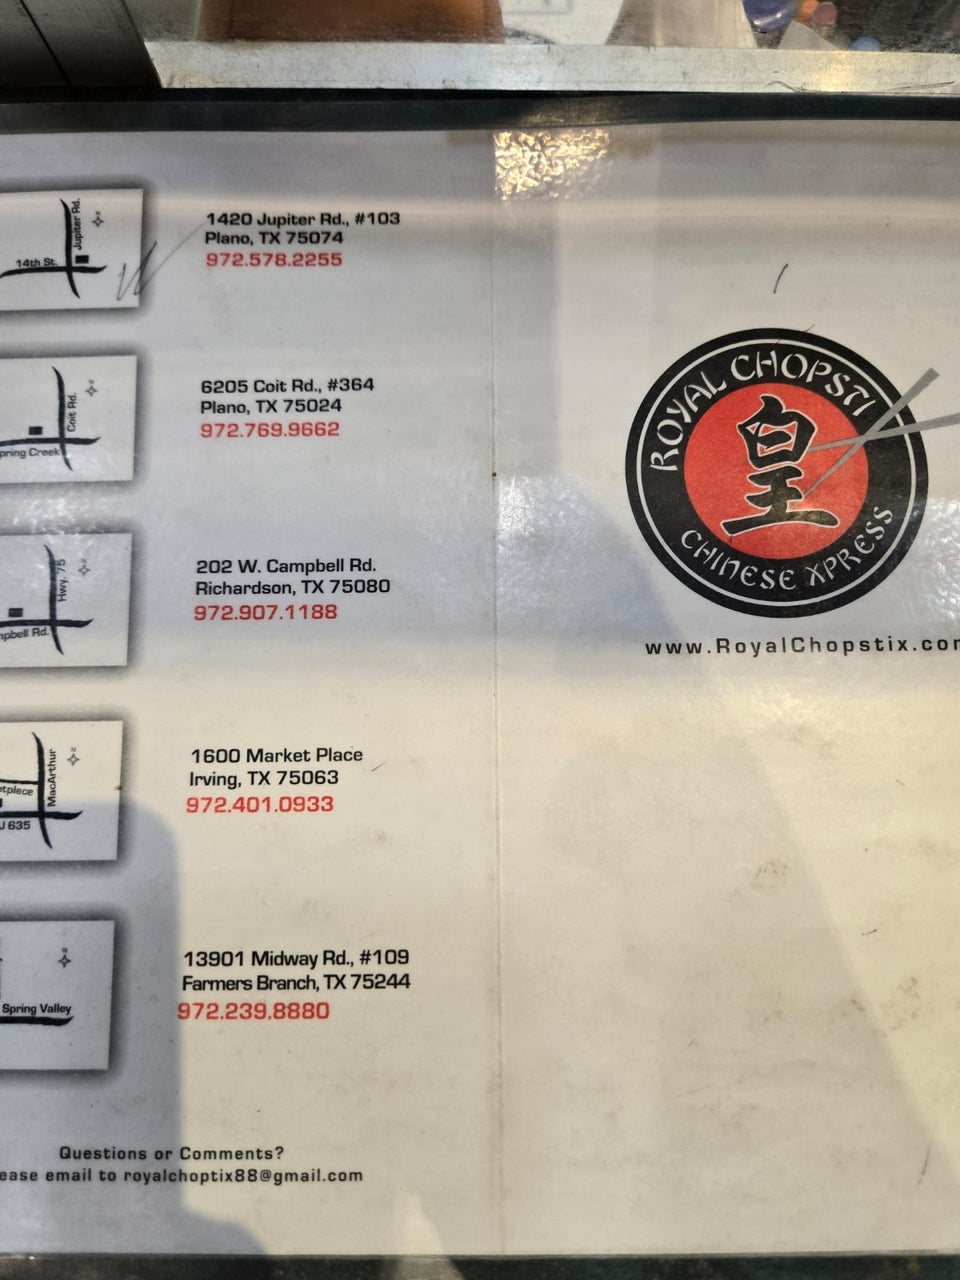 Jupiter Rd.
14th St.
1420 Jupiter Rd., #103
Plano, TX 75074
972.578.2255
Coit Rd.
pring Creek
6205 Coit Rd., #364
Plano, TX 75024
972.769.9662
Hwy. 75
mpbell Rd.
202 W. Campbell Rd.
Richardson, TX 75080
972.907.1188
MacArthur
etplace
J 635
1600 Market Place
Irving, TX 75063
972.401.0933
Spring Valley
13901 Midway Rd., #109
Farmers Branch, TX 75244
972.239.8880
Questions or Comments?
ease email to royalchoptix88@gmail.com
ROYAL CHOPSTI
皇
CHINESE XPRESS
www.RoyalChopstix.com